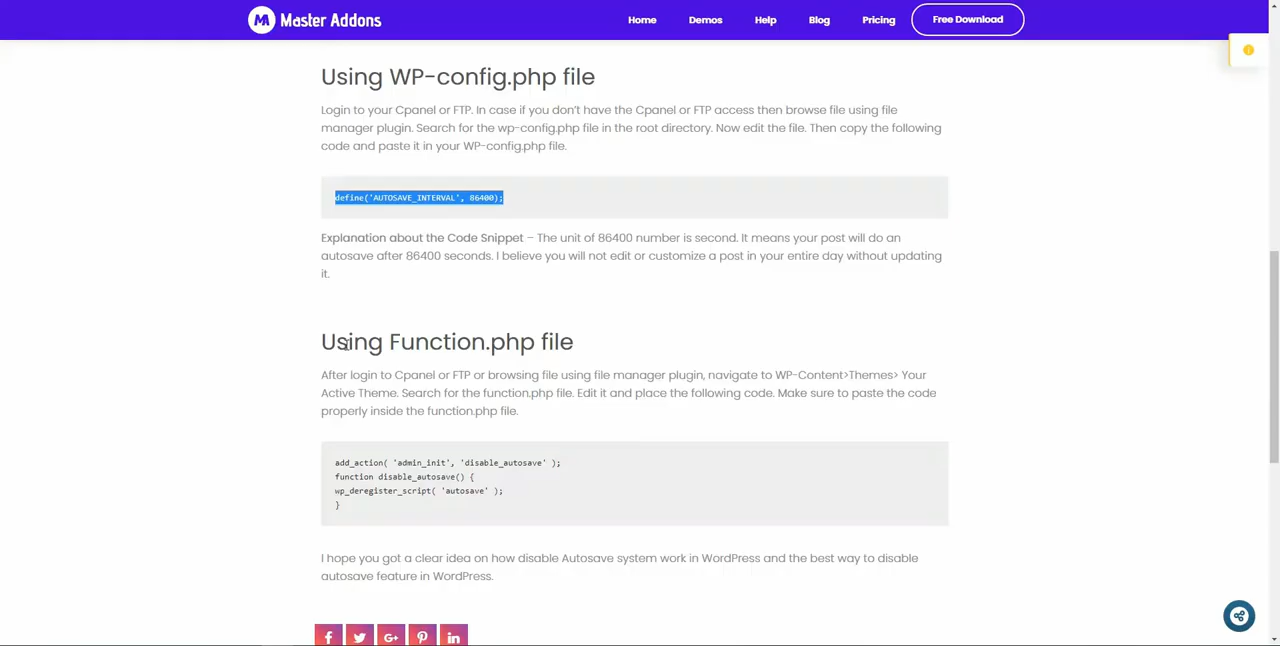 Master Addons
Home
Demos
Help
Blog
Pricing
Free Download
Using WP-config.php file
Login to your Cpanel or FTP. In case if you don't have the Cpanel or FTP access then browse file using file
manager plugin. Search for the wp-config.php file in the root directory. Now edit the file. Then copy the following
code and paste it in your WP-config.php file.
define('AUTOSAVE_INTERVAL', 86400);
Explanation about the Code Snippet – The unit of 86400 number is second. It means your post will do an
autosave after 86400 seconds. I believe you will not edit or customize a post in your entire day without updating
it.
Using Function.php file
After login to Cpanel or FTP or browsing file using file manager plugin, navigate to WP-Content>Themes> Your
Active Theme. Search for the function.php file. Edit it and place the following code. Make sure to paste the code
properly inside the function.php file.
add_action( 'admin_init', 'disable_autosave' );
function disable_autosave() {
wp_deregister_script( 'autosave' );
}
I hope you got a clear idea on how disable Autosave system work in WordPress and the best way to disable
autosave feature in WordPress.